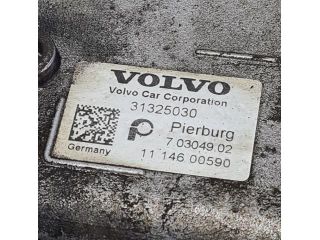 VOLVO
Volvo Car Corporation
31325030
Pierburg
7 03049 02
Germany
11 146 00590